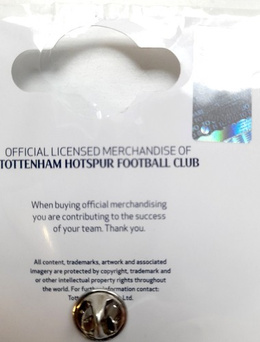 OFFICIAL LICENSED MERCHANDISE OF
TOTTENHAM HOTSPUR FOOTBALL CLUB
When buying official merchandising
you are contributing to the success
of your team. Thank you.
All content, trademarks, artwork and associated
imagery are protected by copyright, trademark and
or other intellectual property rights throughout
the world. For further information contact:
Ltd.